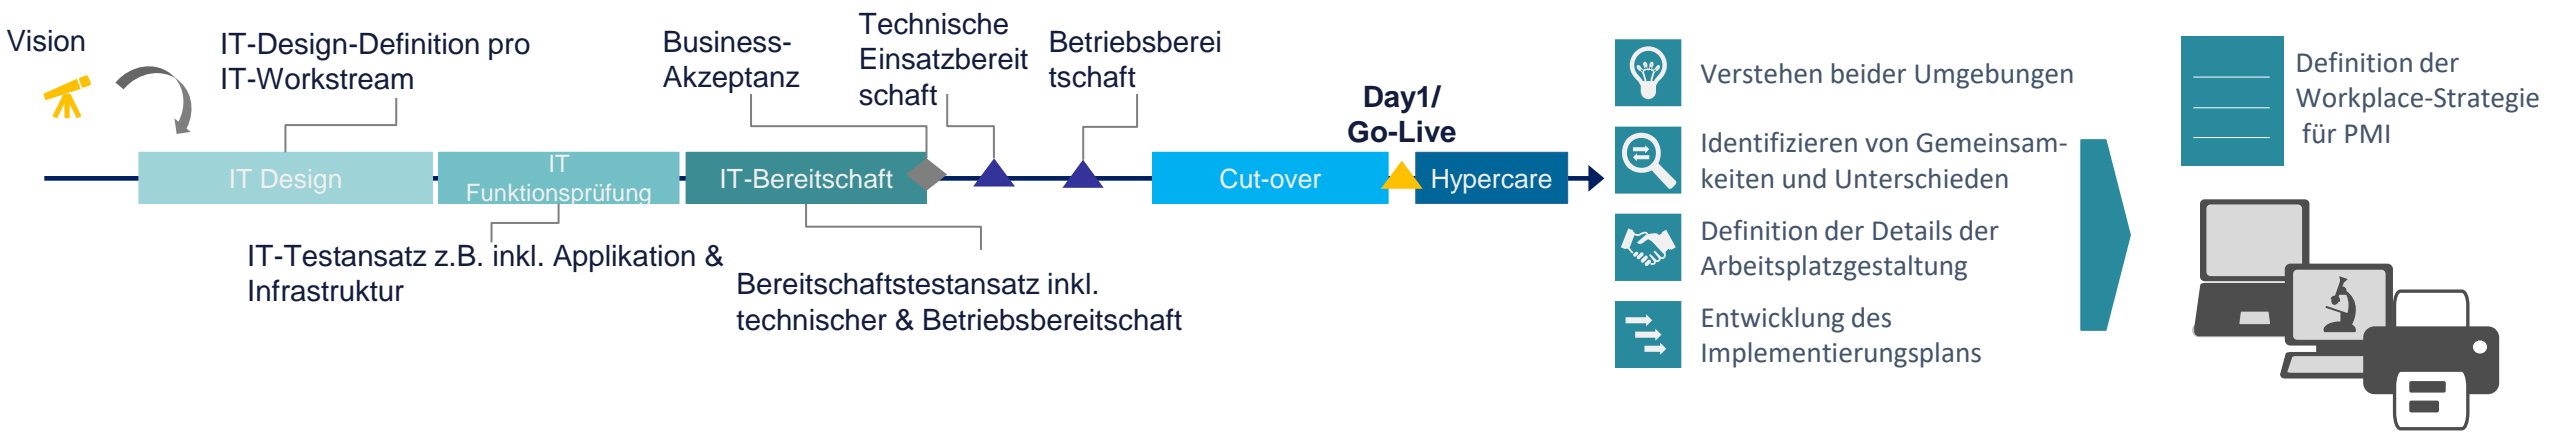 Vision
IT-Design-Definition pro
IT-Workstream
Business-
Akzeptanz
Technische
Einsatzbereit
schaft
Betriebsberei
tschaft
Day1/
Go-Live
IT Design
IT
Funktionsprüfung
IT-Bereitschaft
Cut-over
Hypercare
IT-Testansatz z.B. inkl. Applikation &
Infrastruktur
Bereitschaftstestansatz inkl.
technischer & Betriebsbereitschaft
Verstehen beider Umgebungen
Identifizieren von Gemeinsam-
keiten und Unterschieden
Definition der Details der
Arbeitsplatzgestaltung
Entwicklung des
Implementierungsplans
Definition der
Workplace-Strategie
für PMI